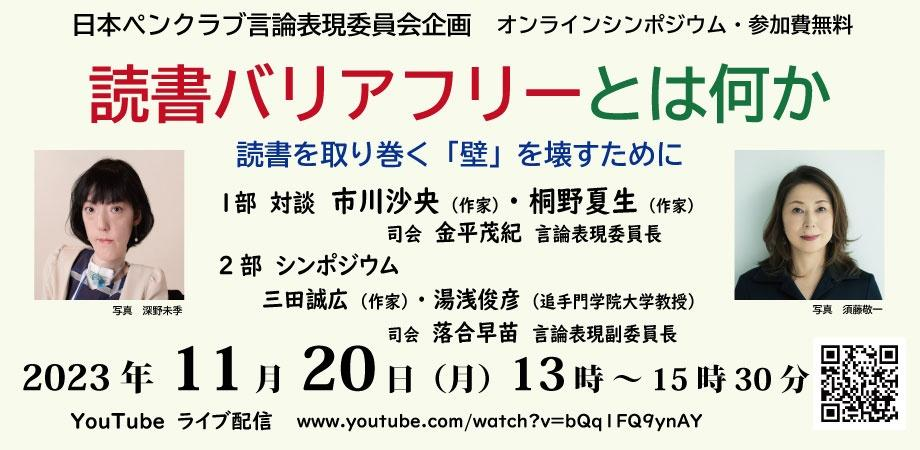 日本ペンクラブ言論表現委員会企画 オンラインシンポジウム・参加費無料
読書バリアフリーとは何か
読書を取り巻く「壁」を壊すために
1部 対談 市川沙央（作家）・桐野夏生（作家）
司会 金平茂紀 言論表現委員長
2部 シンポジウム
三田誠広（作家）・湯浅俊彦（追手門学院大学教授）
司会 落合早苗 言論表現副委員長
写真 深野未季
写真 須藤敬一
2023年11月20日（月）13時～15時30分
YouTube ライブ配信 www.youtube.com/watch?v=bQq1FQ9ynAY